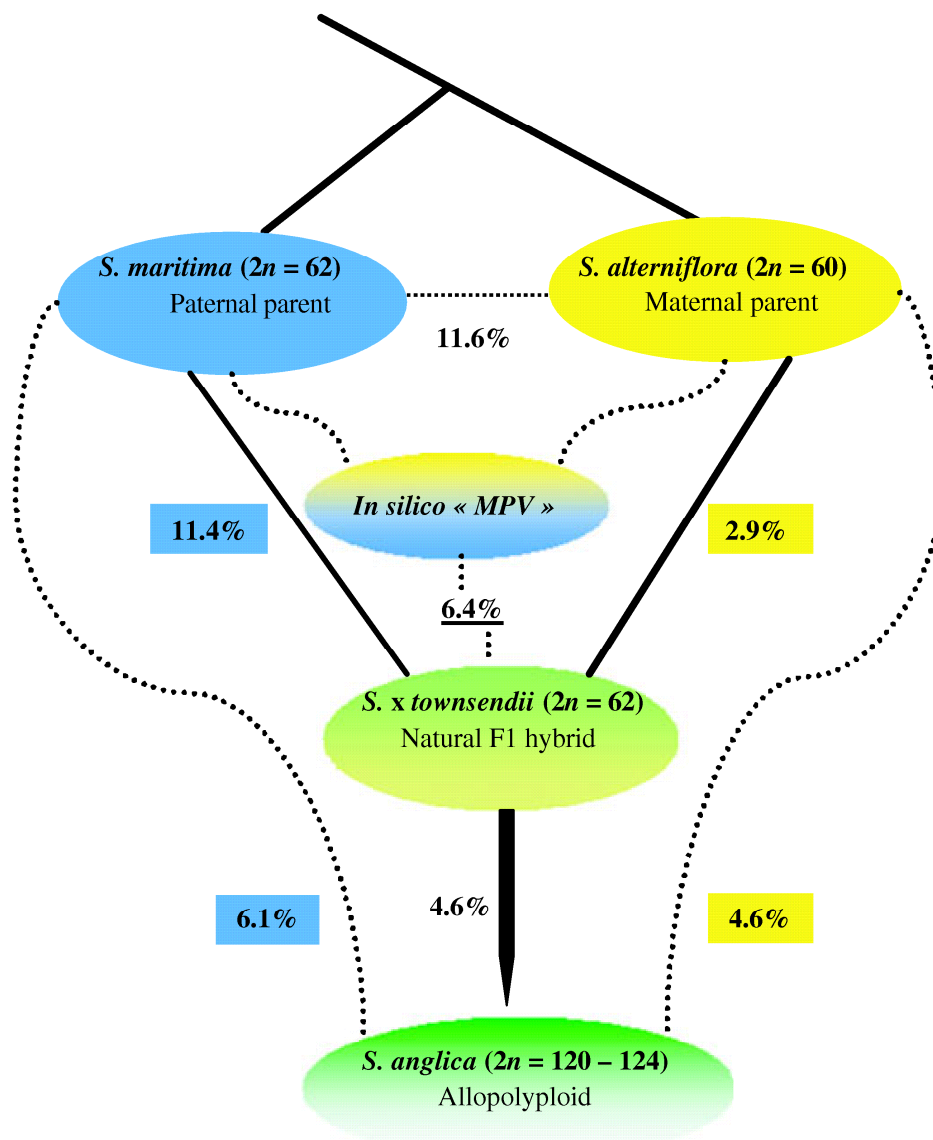 S. maritima (2n = 62)
Paternal parent
S. alterniflora (2n = 60)
Maternal parent
11.6%
In silico « MPV »
11.4%
2.9%
6.4%
S. x townsendii (2n = 62)
Natural F1 hybrid
6.1%
4.6%
4.6%
S. anglica (2n = 120 – 124)
Allopolyploid